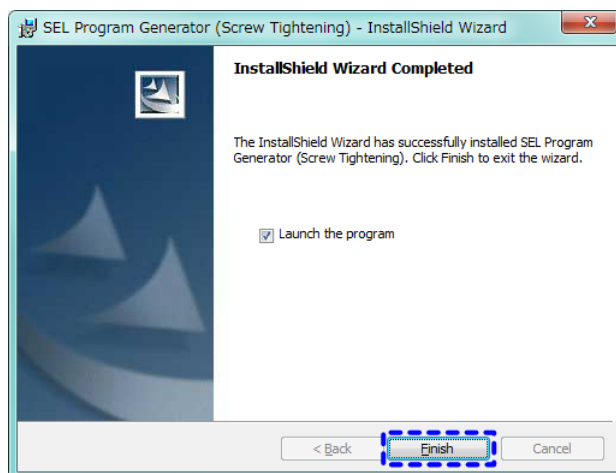 SEL Program Generator (Screw Tightening) - InstallShield Wizard
InstallShield Wizard Completed
The InstallShield Wizard has successfully installed SEL Program
Generator (Screw Tightening). Click Finish to exit the wizard.
Launch the program
< Back
Finish
Cancel